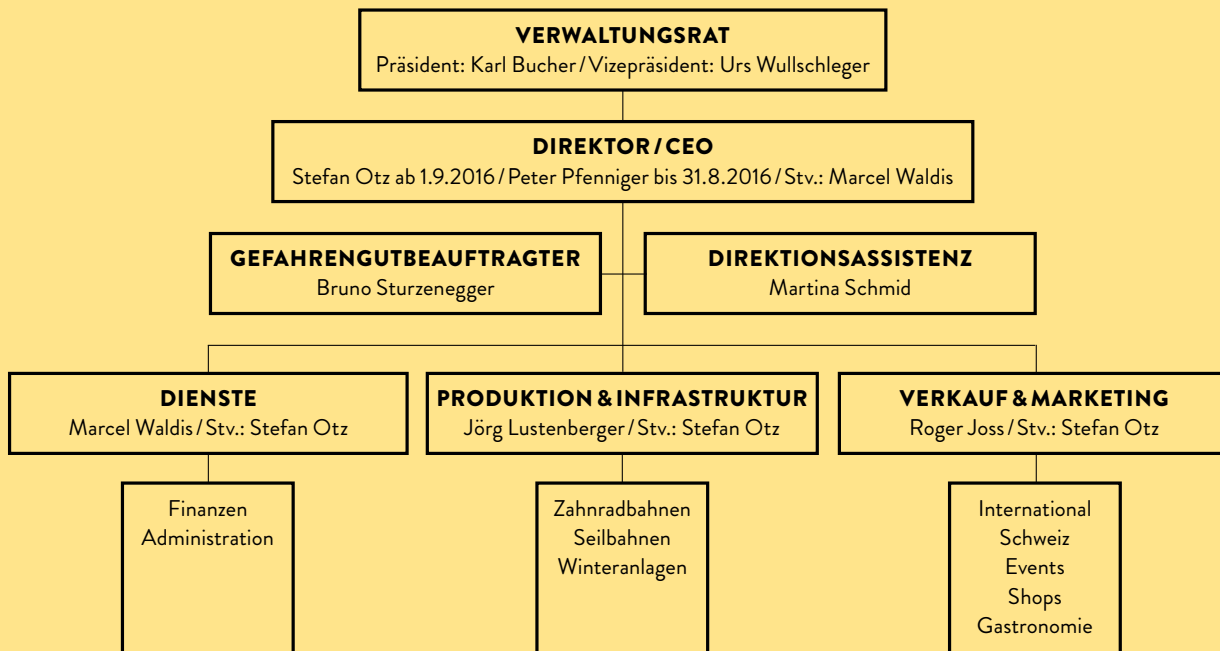 VERWALTUNGSRAT
Präsident: Karl Bucher / Vizepräsident: Urs Wullschleger
DIREKTOR / CEO
Stefan Otz ab 1.9.2016 / Peter Pfenniger bis 31.8.2016 / Stv.: Marcel Waldis
GEFAHRENGUTBEAUFTRAGTER
Bruno Sturzenegger
DIREKTIONSASSISTENZ
Martina Schmid
DIENSTE
Marcel Waldis / Stv.: Stefan Otz
PRODUKTION & INFRASTRUKTUR
Jörg Lustenberger / Stv.: Stefan Otz
VERKAUF & MARKETING
Roger Joss / Stv.: Stefan Otz
Finanzen
Administration
Zahnradbahnen
Seilbahnen
Winteranlagen
International
Schweiz
Events
Shops
Gastronomie